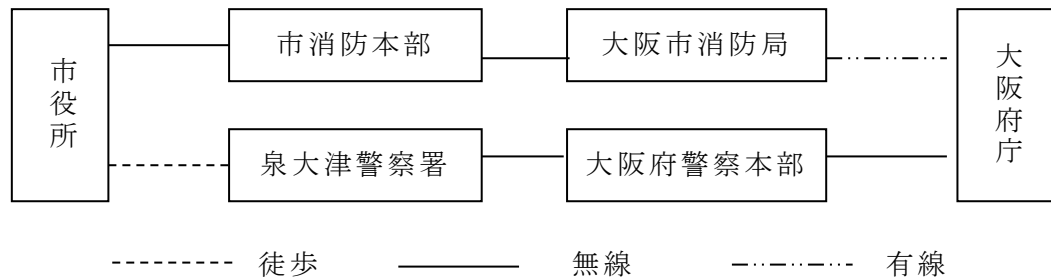 市役所
市消防本部
大阪市消防局
大阪府庁
泉大津警察署
大阪府警察本部
徒歩
無線
有線